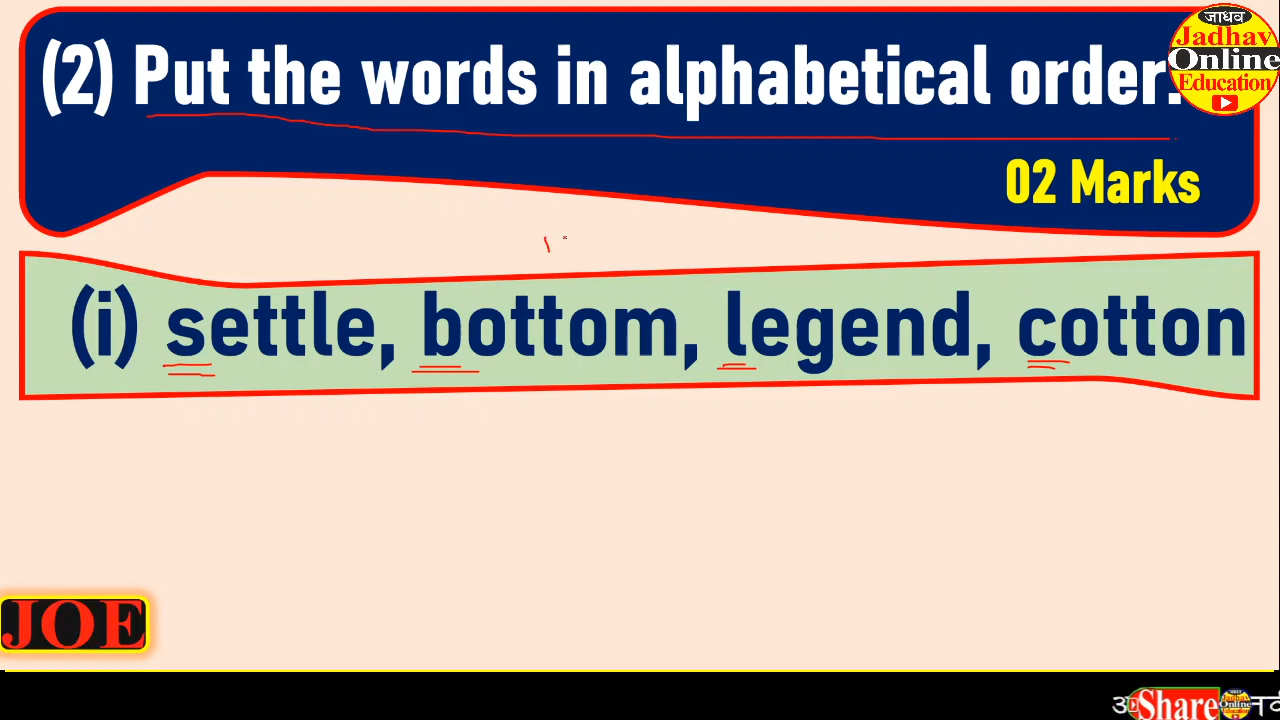 (2) Put the words in alphabetical order.
जाधव
Jadhav
Online
Education
02 Marks
(i) settle, bottom, legend, cotton
JOE
Share